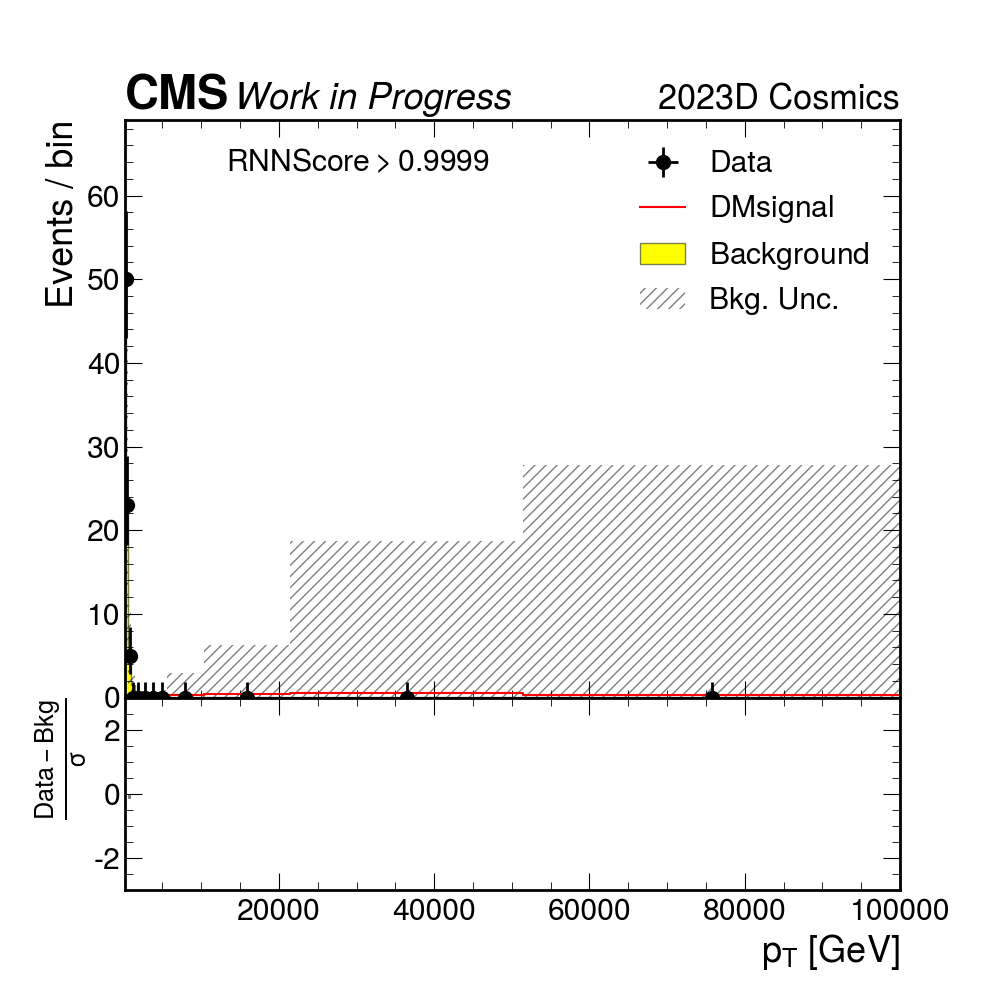 CMS Work in Progress 2023D Cosmics
RNNScore > 0.9999
Data
DMsignal
Background
Bkg. Unc.
Events / bin
60
50
40
30
20
10
0
Data – Bkg
σ
2
0
-2
20000 40000 60000 80000 100000
pT [GeV]